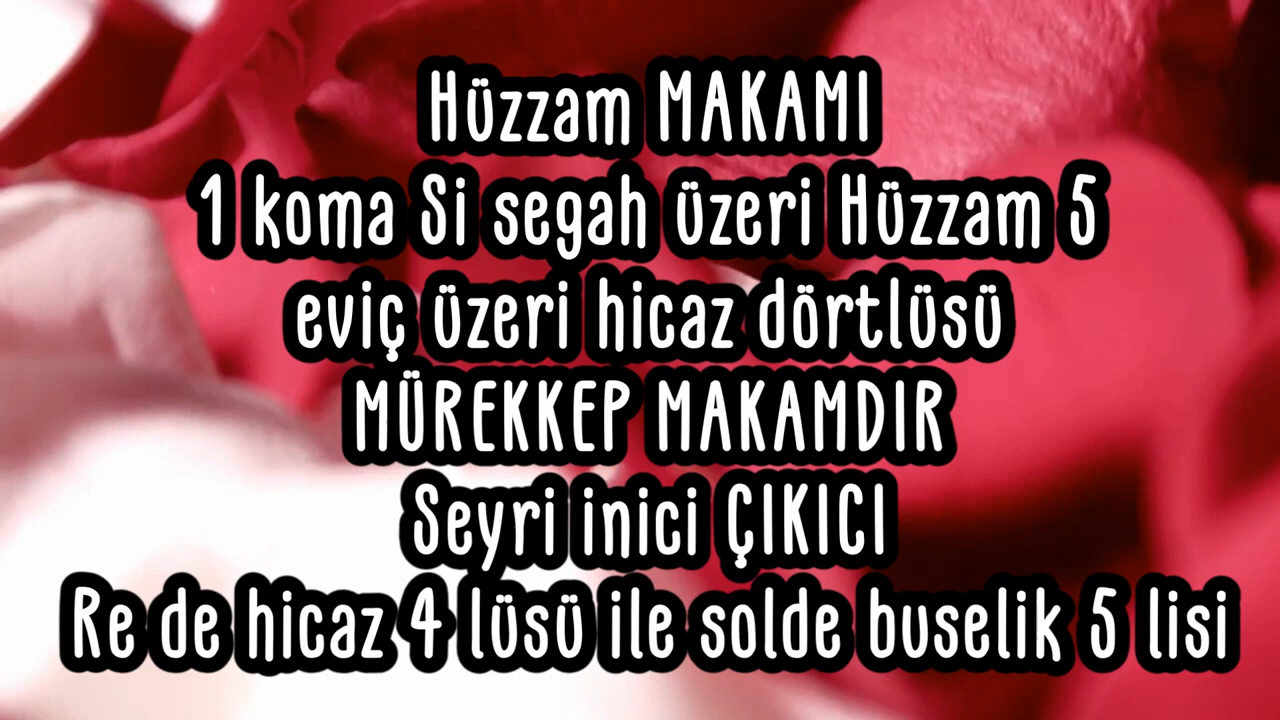 Hüzzam MAKAMI
1 koma Si segah üzeri Hüzzam 5
eviç üzeri hicaz dörtlüsü
MÜREKKEP MAKAMDIR
Seyri inici ÇIKICI
Re de hicaz 4 lüsü ile solde buselik 5 lisi